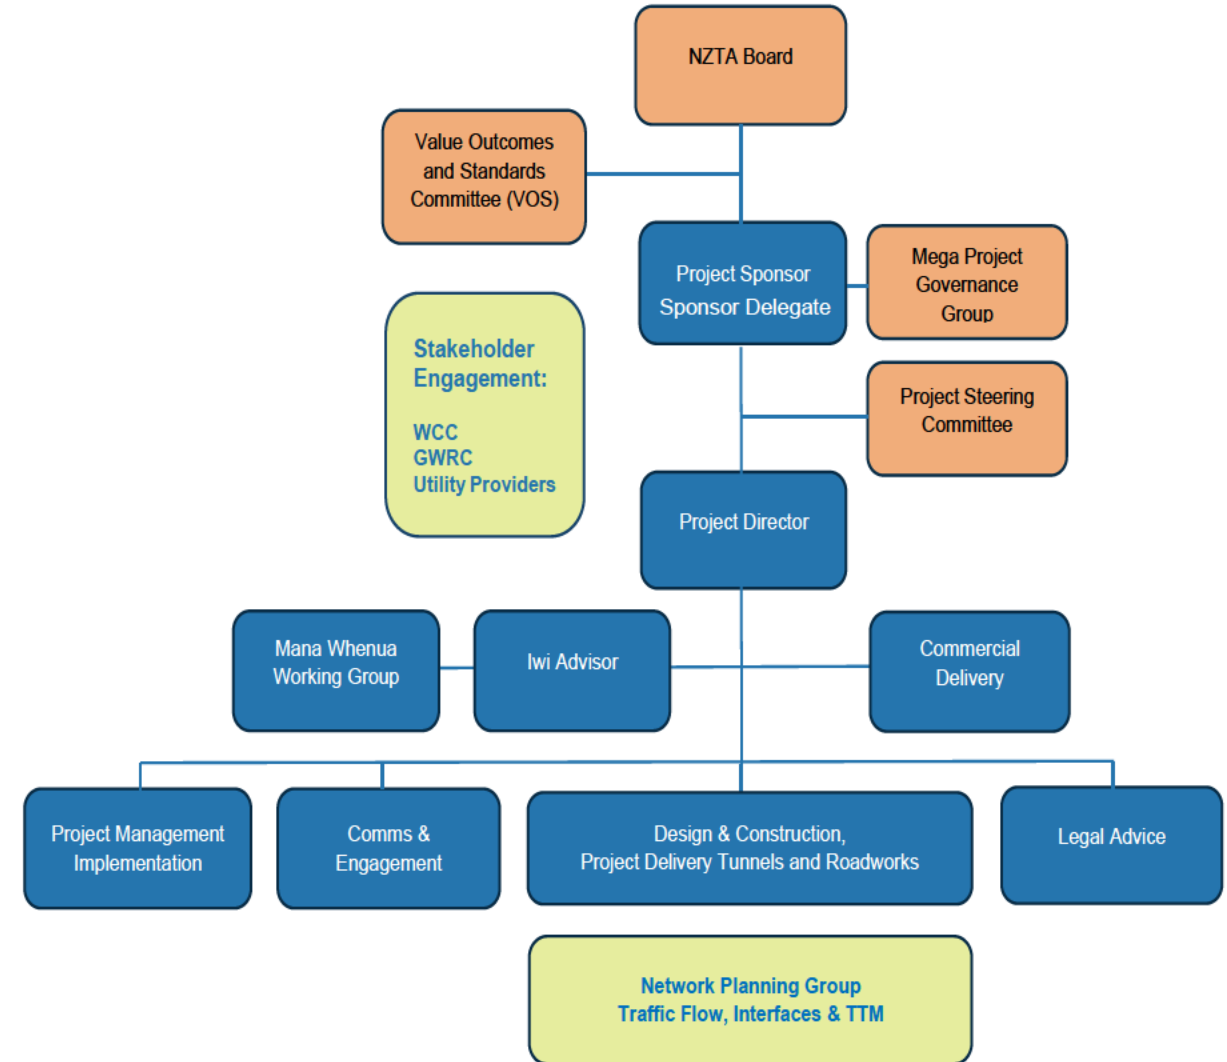 NZTA Board
Value Outcomes
and Standards
Committee (VOS)
Project Sponsor
Sponsor Delegate
Mega Project
Governance
Group
Stakeholder
Engagement:
WCC
GWRC
Utility Providers
Project Steering
Committee
Project Director
Mana Whenua
Working Group
Iwi Advisor
Commercial
Delivery
Project Management
Implementation
Comms &
Engagement
Design & Construction,
Project Delivery Tunnels and Roadworks
Legal Advice
Network Planning Group
Traffic Flow, Interfaces & TTM